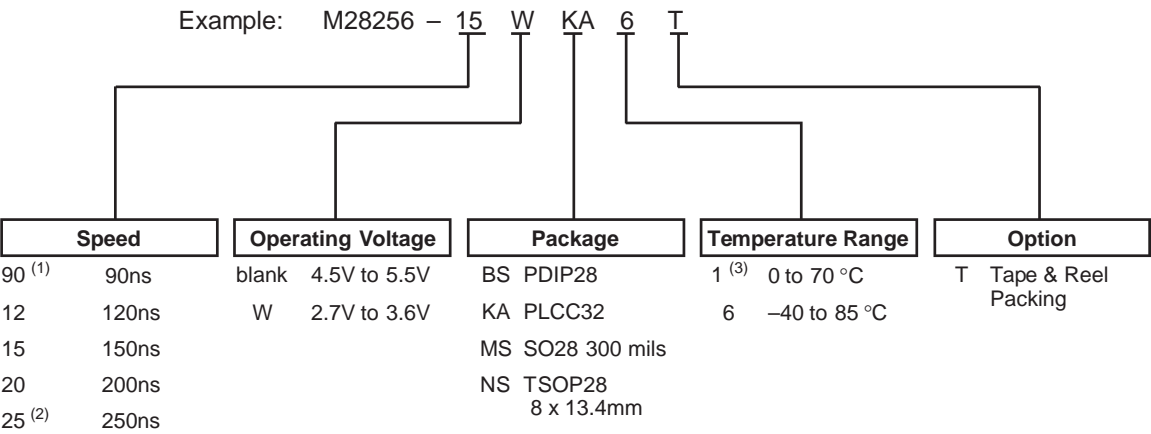 Example: M28256 – 15 W KA 6 T
Speed
90 (1) 90ns
12 120ns
15 150ns
20 200ns
25 (2) 250ns
Operating Voltage
blank 4.5V to 5.5V
W 2.7V to 3.6V
Package
BS PDIP28
KA PLCC32
MS SO28 300 mils
NS TSOP28
8 x 13.4mm
Temperature Range
1 (3) 0 to 70 °C
6 –40 to 85 °C
Option
T Tape & Reel
Packing